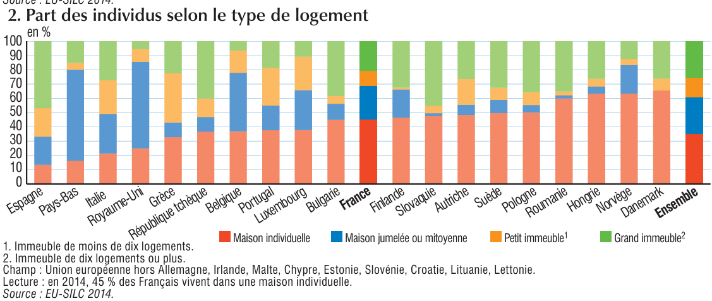 Source : EU-SILC 2014.
2. Part des individus selon le type de logement
en %
100
90
80
70
60
50
40
30
20
10
0
Espagne
Pays-Bas
Italie
Royaume-Uni
Grèce
République tchèque
Belgique
Portugal
Luxembourg
Bulgarie
France
Finlande
Slovaquie
Autriche
Suède
Pologne
Roumanie
Hongrie
Norvège
Danemark
Ensemble
Maison individuelle Maison jumelée ou mitoyenne Petit immeuble¹ Grand immeuble²
1. Immeuble de moins de dix logements.
2. Immeuble de dix logements ou plus.
Champ : Union européenne hors Allemagne, Irlande, Malte, Chypre, Estonie, Slovénie, Croatie, Lituanie, Lettonie.
Lecture : en 2014, 45 % des Français vivent dans une maison individuelle.
Source : EU-SILC 2014.